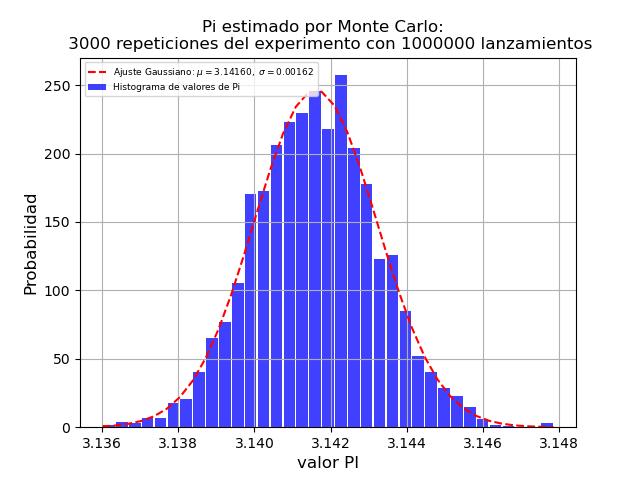 Pi estimado por Monte Carlo:
3000 repeticiones del experimento con 1000000 lanzamientos
Ajuste Gaussiano: μ = 3.14160, σ = 0.00162
Histograma de valores de Pi
Probabilidad
250
200
150
100
50
0
3.136 3.138 3.140 3.142 3.144 3.146 3.148
valor PI